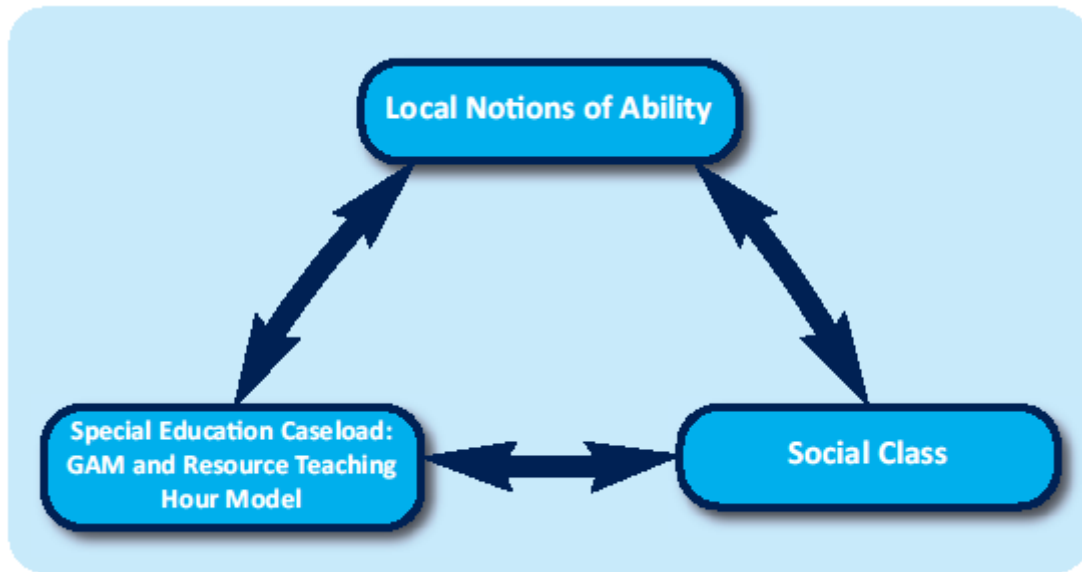 Local Notions of Ability
Special Education Caseload:
GAM and Resource Teaching
Hour Model
Social Class